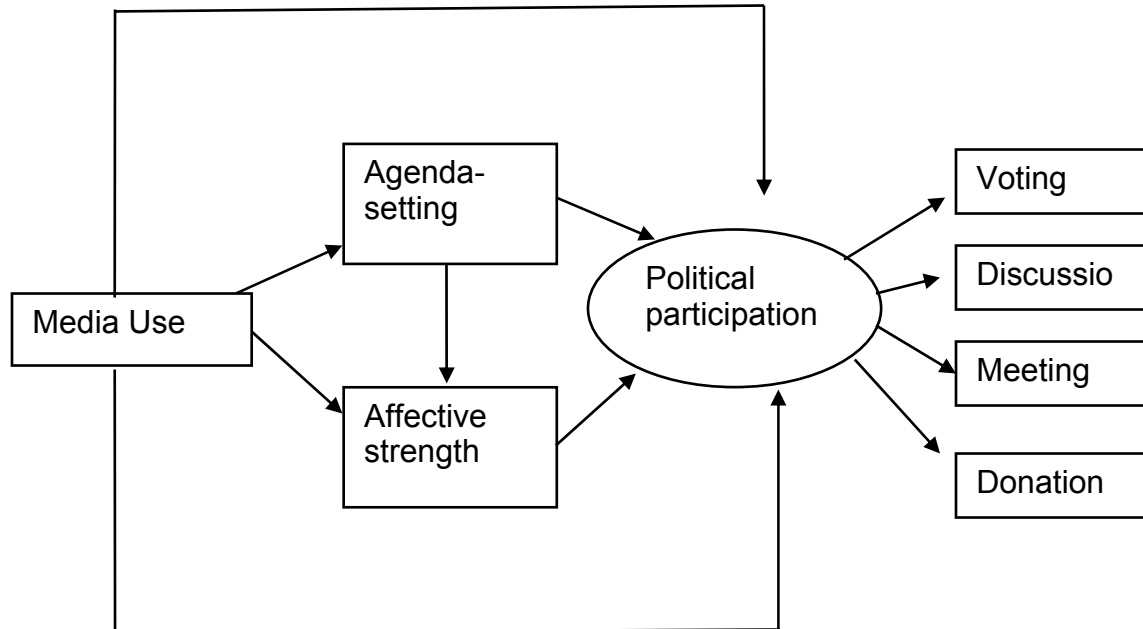 Agenda-
setting
Voting
Political
participation
Discussio
Media Use
Meeting
Affective
strength
Donation